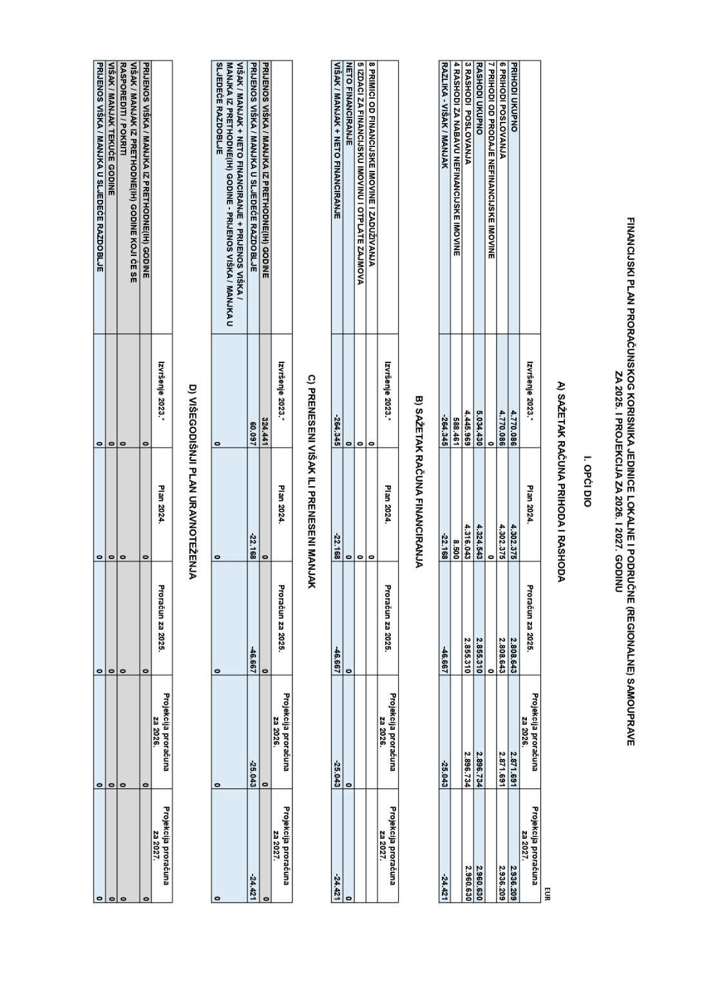 FINANCIJSKI PLAN PRORAČUNSKOG KORISNIKA JEDINICE LOKALNE I PODRUČNE (REGIONALNE) SAMOUPRAVE
ZA 2025. I PROJEKCIJA ZA 2026. I 2027. GODINU
I. OPĆI DIO
A) SAŽETAK RAČUNA PRIHODA I RASHODA
EUR
Izvršenje 2023.* Plan 2024. Proračun za 2025. Projekcija proračuna za 2026. Projekcija proračuna za 2027.
PRIHODI UKUPNO 4.770.086 4.302.375 2.808.643 2.871.691 2.936.209
6 PRIHODI POSLOVANJA 4.770.086 4.302.375 2.808.643 2.871.691 2.936.209
7 PRIHODI OD PRODAJE NEFINANCIJSKE IMOVINE 0 0 0
RASHODI UKUPNO 5.034.430 4.324.543 2.855.310 2.896.734 2.960.630
3 RASHODI POSLOVANJA 4.445.969 4.316.043 2.855.310 2.896.734 2.960.630
4 RASHODI ZA NABAVU NEFINANCIJSKE IMOVINE 588.461 8.500
RAZLIKA - VIŠAK / MANJAK -264.345 -22.168 -46.667 -25.043 -24.421
B) SAŽETAK RAČUNA FINANCIRANJA
Izvršenje 2023.* Plan 2024. Proračun za 2025. Projekcija proračuna za 2026. Projekcija proračuna za 2027.
8 PRIMICI OD FINANCIJSKE IMOVINE I ZADUŽIVANJA 0 0
5 IZDACI ZA FINANCIJSKU IMOVINU I OTPLATE ZAJMOVA 0 0
NETO FINANCIRANJE 0 0 0 0 0
VIŠAK / MANJAK + NETO FINANCIRANJE -264.345 -22.168 -46.667 -25.043 -24.421
C) PRENESENI VIŠAK ILI PRENESENI MANJAK
Izvršenje 2023.* Plan 2024. Proračun za 2025. Projekcija proračuna za 2026. Projekcija proračuna za 2027.
PRIJENOS VIŠKA / MANJKA IZ PRETHODNE(IH) GODINE 324.441 0 0 0 0
PRIJENOS VIŠKA / MANJKA U SLJEDEĆE RAZDOBLJE 60.097 -22.168 -46.667 -25.043 -24.421
VIŠAK / MANJAK + NETO FINANCIRANJE + PRIJENOS VIŠKA /
MANJKA IZ PRETHODNE(IH) GODINE - PRIJENOS VIŠKA / MANJKA U
SLJEDEĆE RAZDOBLJE 0 0 0 0 0
D) VIŠEGODIŠNJI PLAN URAVNOTEŽENJA
Izvršenje 2023.* Plan 2024. Proračun za 2025. Projekcija proračuna za 2026. Projekcija proračuna za 2027.
PRIJENOS VIŠKA / MANJKA IZ PRETHODNE(IH) GODINE 0 0 0 0 0
VIŠAK / MANJAK IZ PRETHODNE(IH) GODINE KOJI ĆE SE
RASPOREDITI / POKRITI 0 0 0 0 0
VIŠAK / MANJAK TEKUĆE GODINE 0 0 0 0 0
PRIJENOS VIŠKA / MANJKA U SLJEDEĆE RAZDOBLJE 0 0 0 0 0